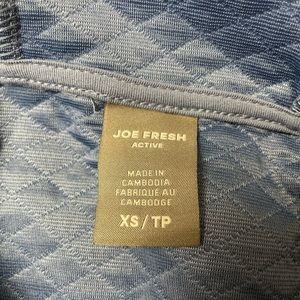 JOE FRESH
ACTIVE
MADE IN
CAMBODIA
FABRIQUÉ AU
CAMBODGE
XS / TP